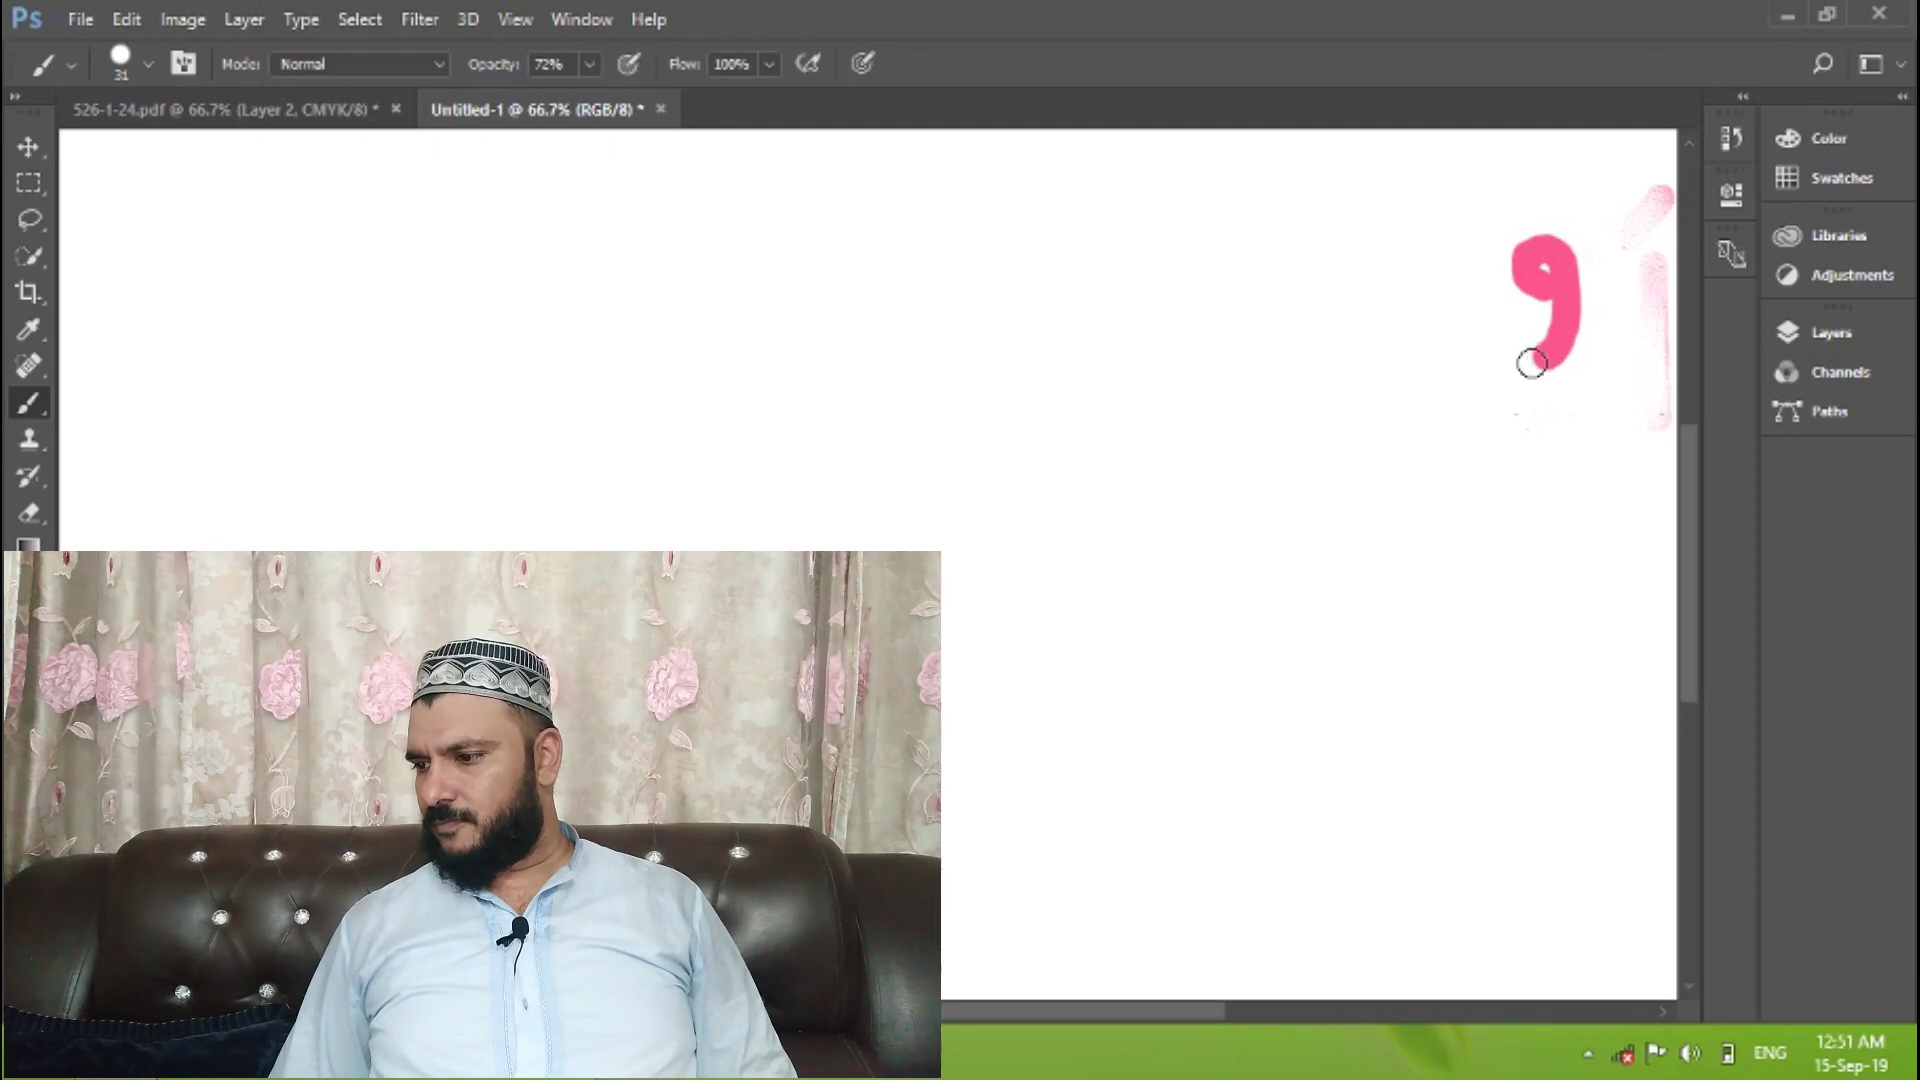 Ps File Edit Image Layer Type Select Filter 3D View Window Help
31 Mode: Normal Opacity: 72% Flow: 100%
526-1-24.pdf @ 66.7% (Layer 2, CMYK/8) * Untitled-1 @ 66.7% (RGB/8) *
Color
Swatches
Libraries
Adjustments
Layers
Channels
Paths
أ و
ENG 12:51 AM
15-Sep-19